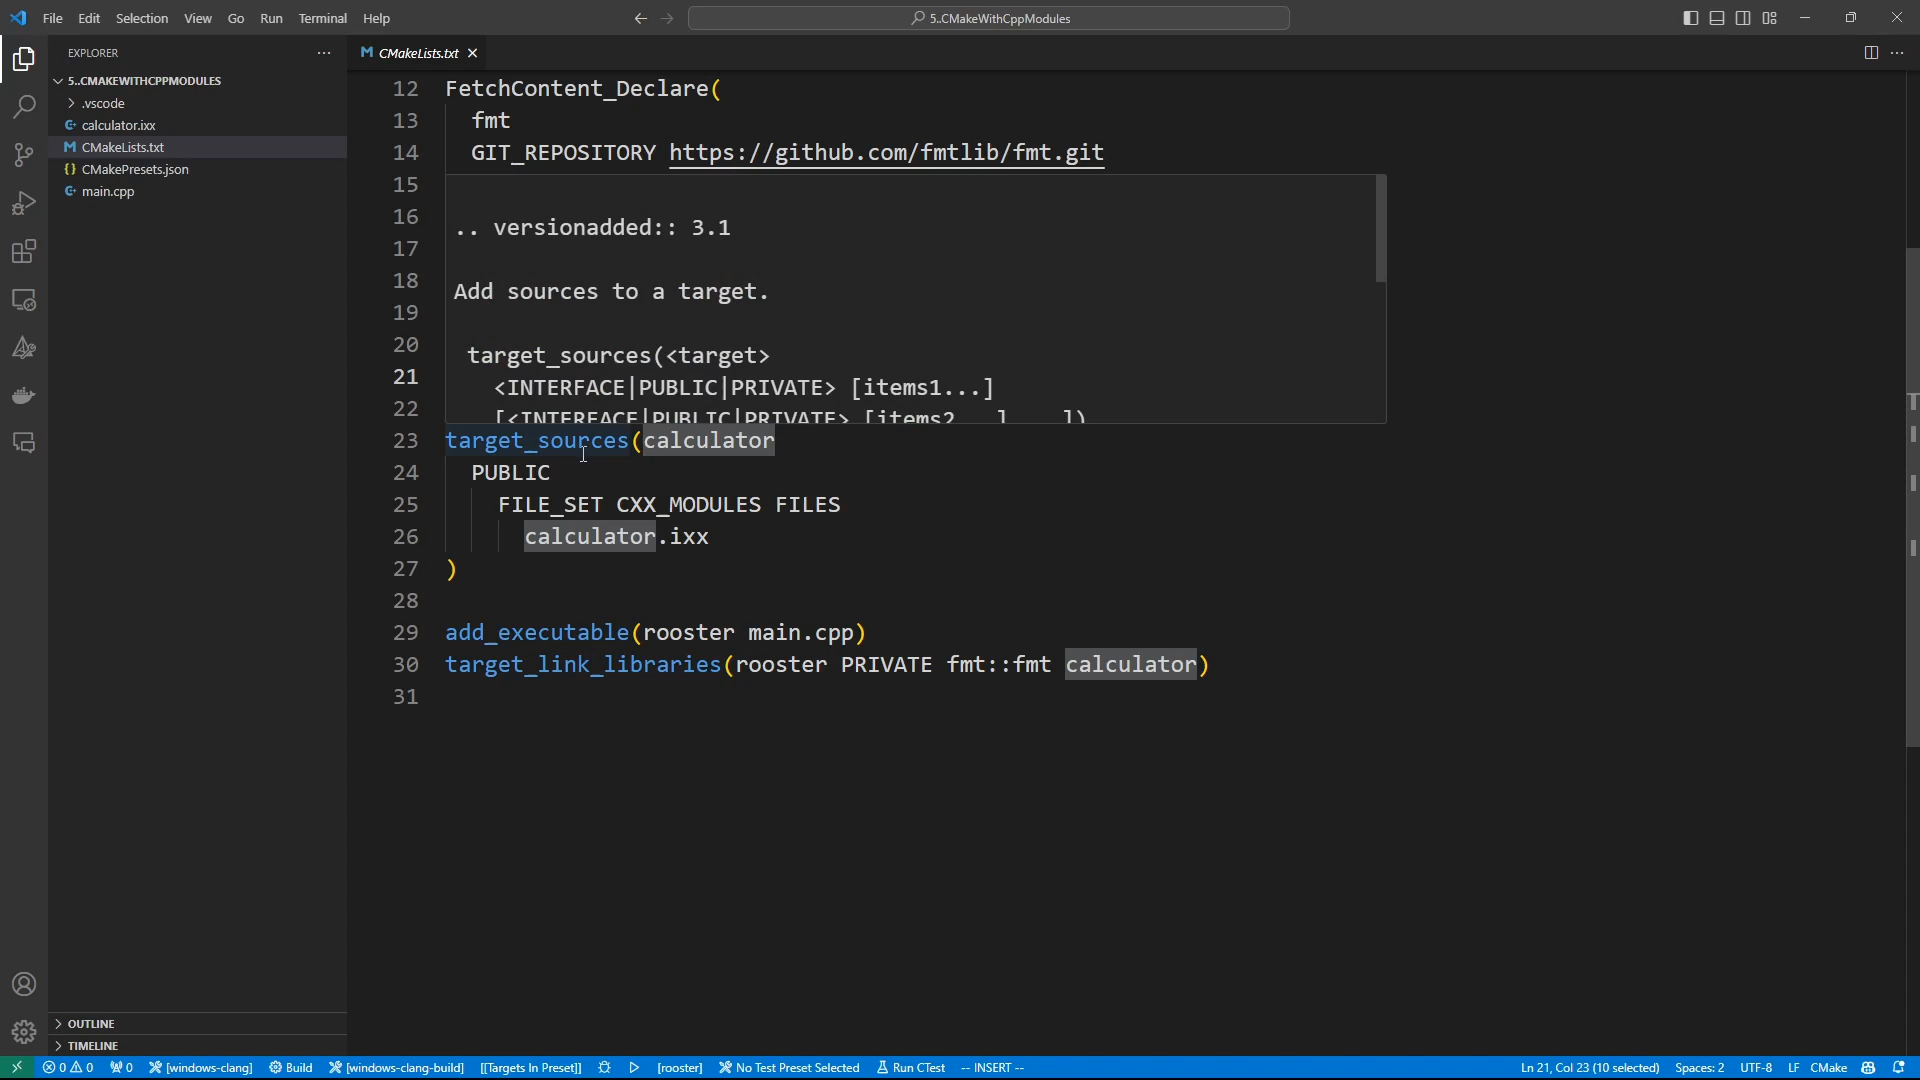 File Edit Selection View Go Run Terminal Help
5..CMakeWithCppModules
EXPLORER
5..CMAKEWITHCPPMODULES
.vscode
calculator.ixx
CMakeLists.txt
CMakePresets.json
main.cpp
OUTLINE
TIMELINE
CMakeLists.txt
12 FetchContent_Declare(
13 fmt
14 GIT_REPOSITORY https://github.com/fmtlib/fmt.git
15
16 .. versionadded:: 3.1
17
18 Add sources to a target.
19
20 target_sources(<target>
21 <INTERFACE|PUBLIC|PRIVATE> [items1...]
22 [<INTERFACE|PUBLIC|PRIVATE> [items2...] ...])
23 target_sources(calculator
24 PUBLIC
25 FILE_SET CXX_MODULES FILES
26 calculator.ixx
27 )
28
29 add_executable(rooster main.cpp)
30 target_link_libraries(rooster PRIVATE fmt::fmt calculator)
31
0 0 0 [windows-clang] Build [windows-clang-build] [[Targets In Preset]] [rooster] No Test Preset Selected Run CTest -- INSERT -- Ln 21, Col 23 (10 selected) Spaces: 2 UTF-8 LF CMake